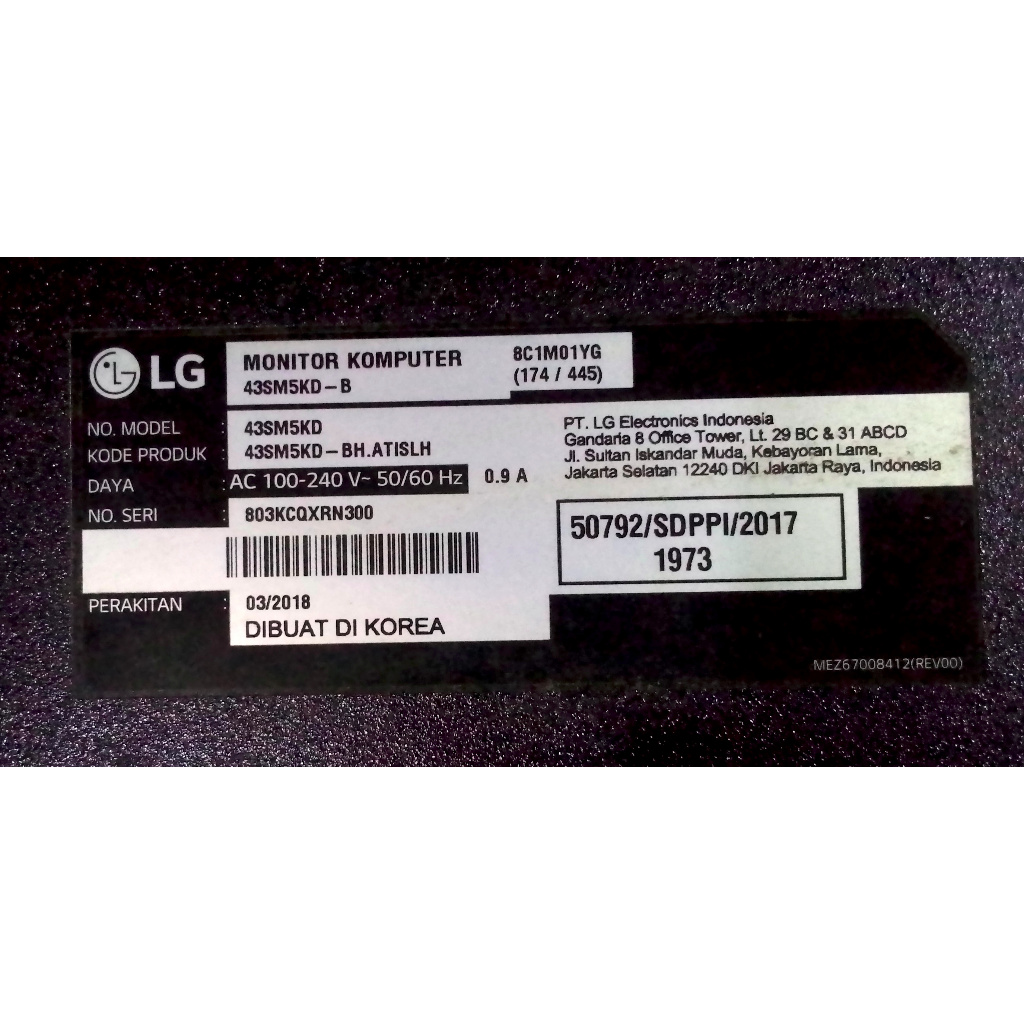 LG
MONITOR KOMPUTER
43SM5KD-B
8C1M01YG
(174 / 445)
NO. MODEL : 43SM5KD
KODE PRODUK : 43SM5KD-BH.ATISLH
DAYA : AC 100-240 V~ 50/60 Hz 0.9 A
NO. SERI : 803KCQXRN300
PERAKITAN : 03/2018
DIBUAT DI KOREA
PT. LG Electronics Indonesia
Gandaria 8 Office Tower, Lt. 29 BC & 31 ABCD
Jl. Sultan Iskandar Muda, Kebayoran Lama,
Jakarta Selatan 12240 DKI Jakarta Raya, Indonesia
50792/SDPPI/2017
1973
MEZ67008412(REV00)